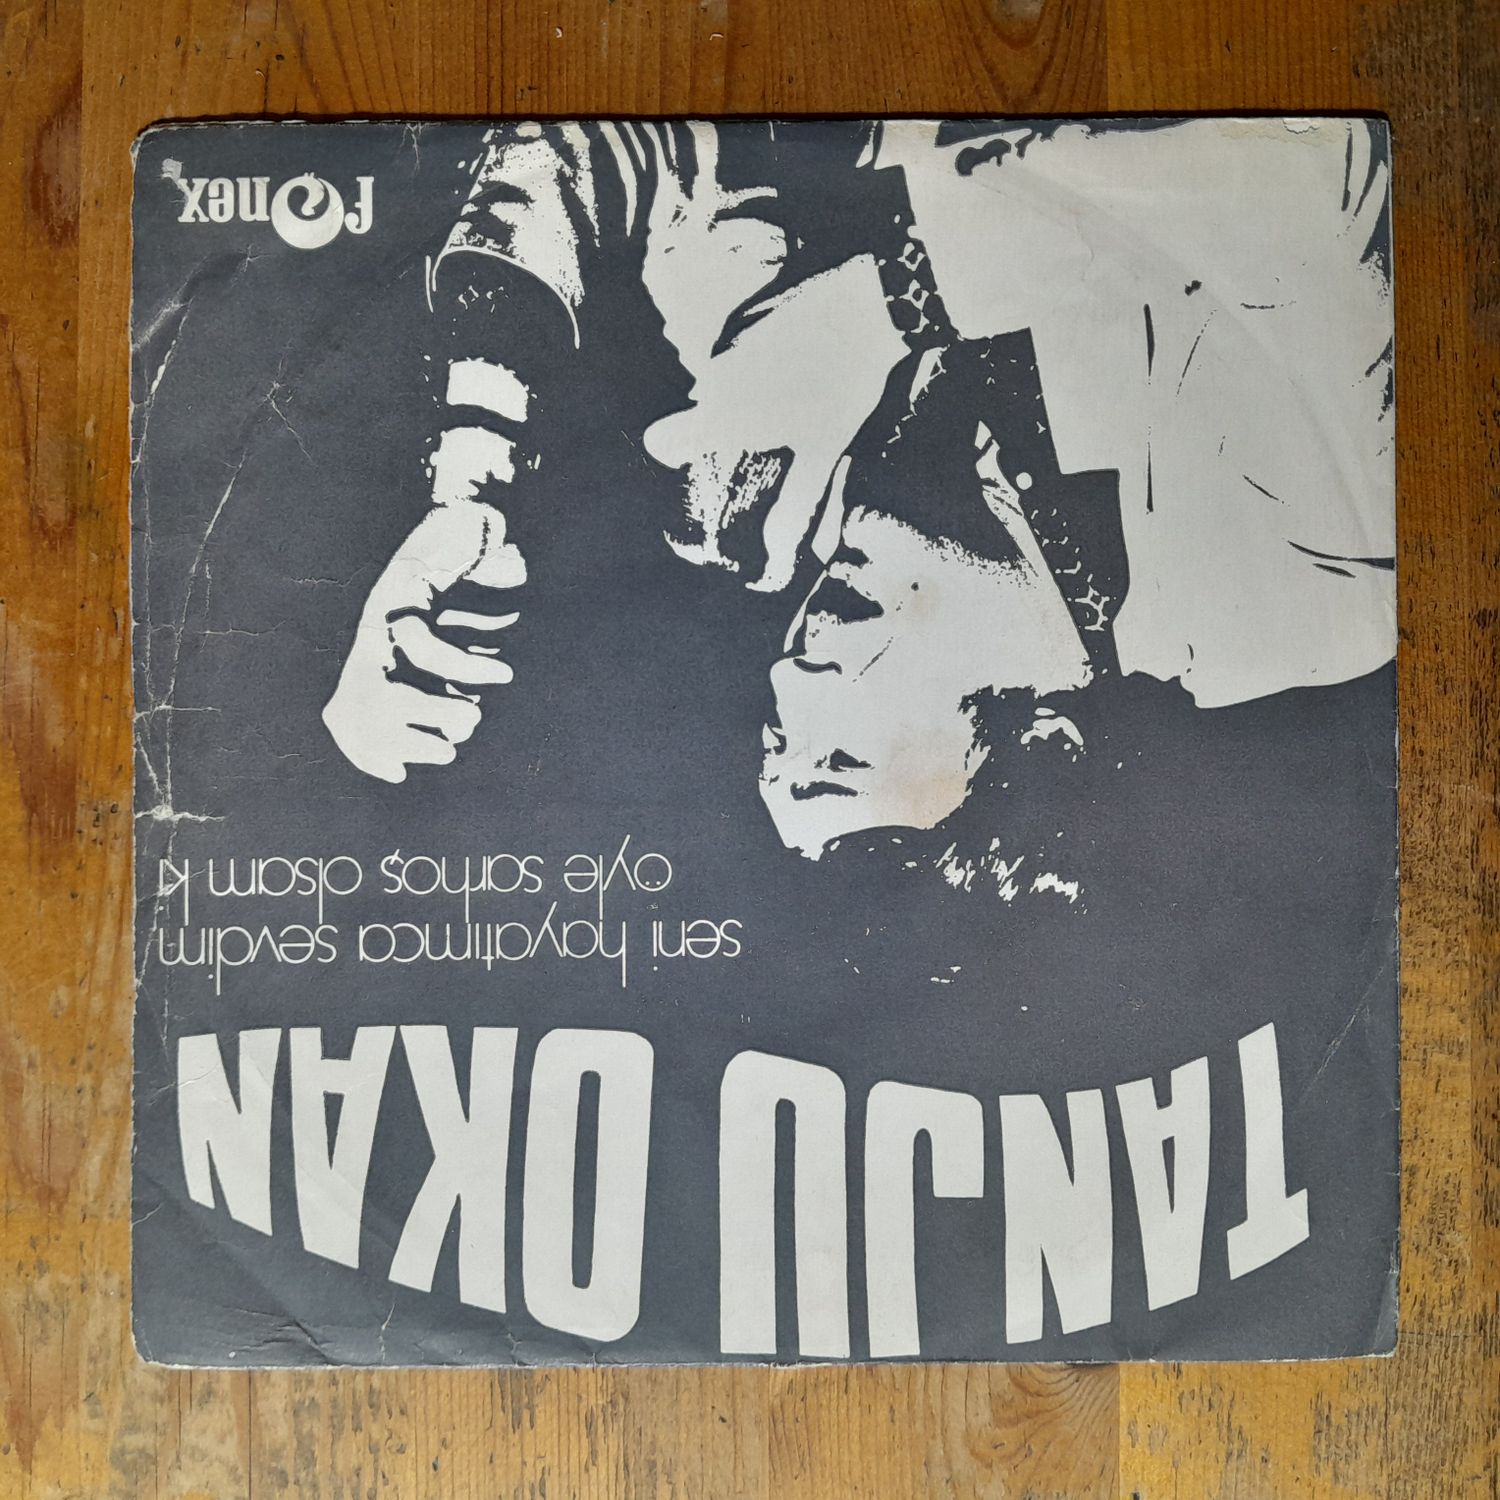 TANJU OKAN
seni hayatımca sevdim
öyle sarhoş olsam ki
fonex